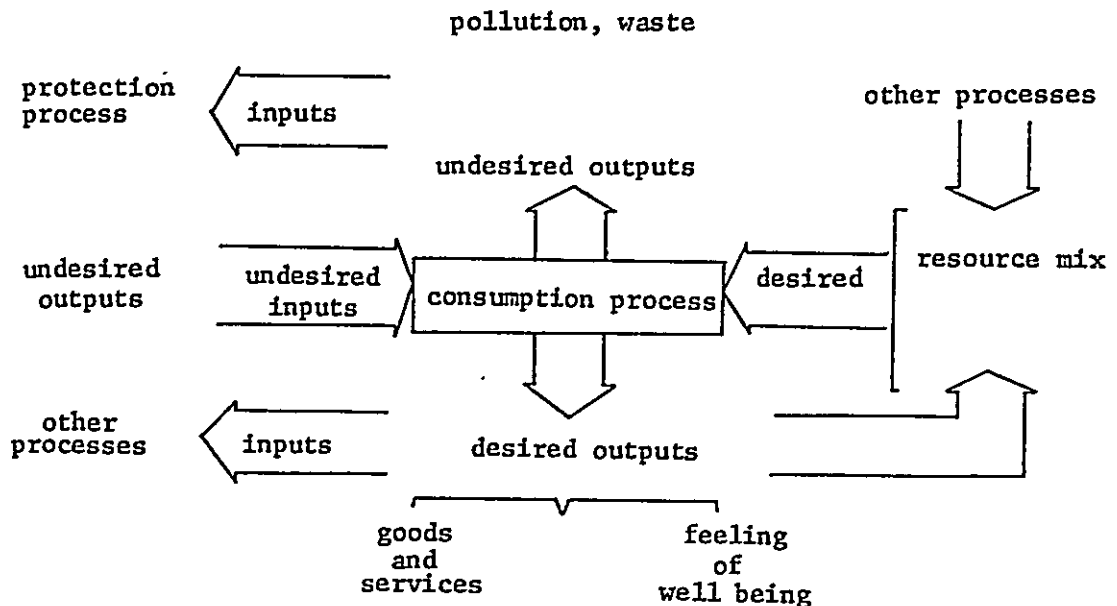 pollution, waste
protection
process
inputs
other processes
undesired outputs
undesired
outputs
undesired
inputs
consumption process
desired
resource mix
other
processes
inputs
desired outputs
goods
and
services
feeling
of
well being